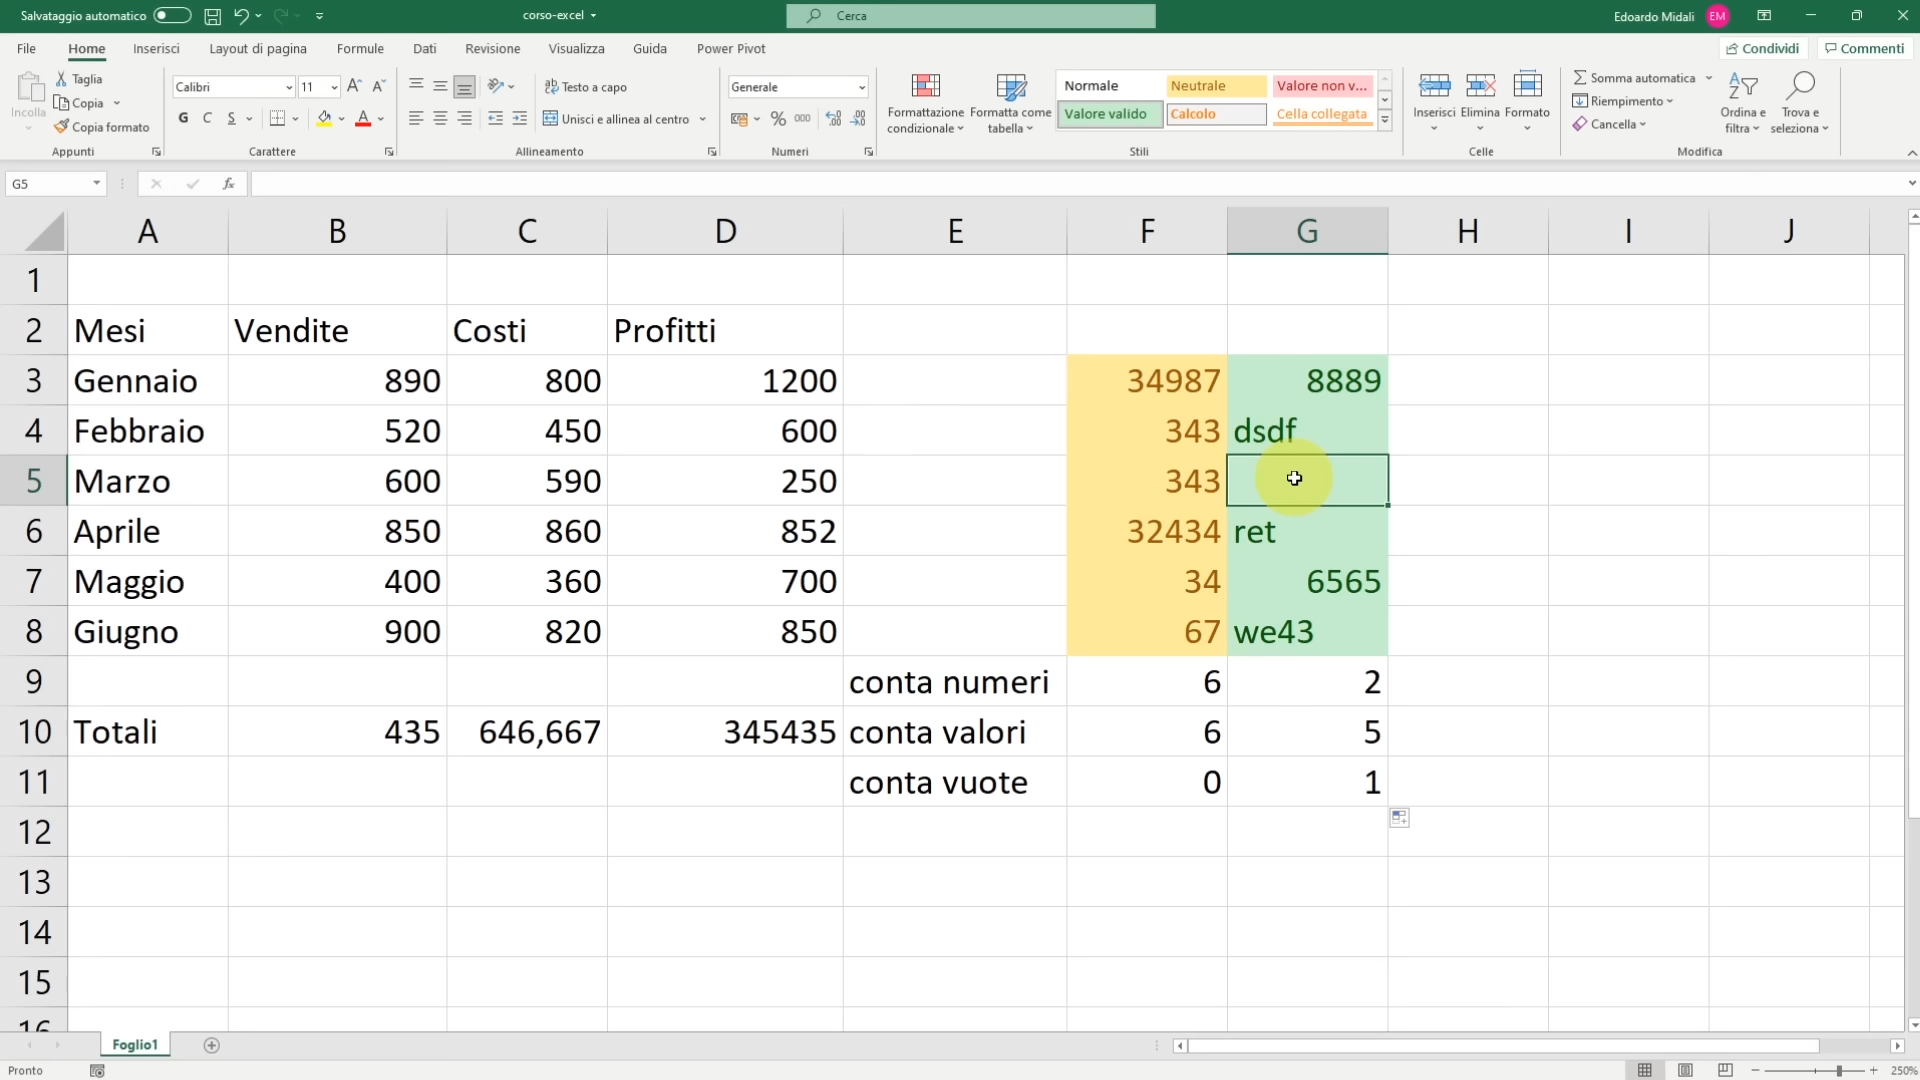 Salvataggio automatico
corso-excel
Cerca
Edoardo Midali
EM
File Home Inserisci Layout di pagina Formule Dati Revisione Visualizza Guida Power Pivot
Condividi Commenti
Incolla
Taglia
Copia
Copia formato
Appunti
Calibri 11
G C S
Carattere
Testo a capo
Unisci e allinea al centro
Allineamento
Generale
% 000
Numeri
Formattazione condizionale
Formatta come tabella
Normale Neutrale Valore non v...
Valore valido Calcolo Cella collegata
Stili
Inserisci Elimina Formato
Celle
Somma automatica
Riempimento
Cancella
Ordina e filtra
Trova e seleziona
Modifica
G5
fx
A B C D E F G H I J
1
2 Mesi Vendite Costi Profitti
3 Gennaio 890 800 1200 34987 8889
4 Febbraio 520 450 600 343 dsdf
5 Marzo 600 590 250 343
6 Aprile 850 860 852 32434 ret
7 Maggio 400 360 700 34 6565
8 Giugno 900 820 850 67 we43
9 conta numeri 6 2
10 Totali 435 646,667 345435 conta valori 6 5
11 conta vuote 0 1
12
13
14
15
16
Foglio1
Pronto
250%